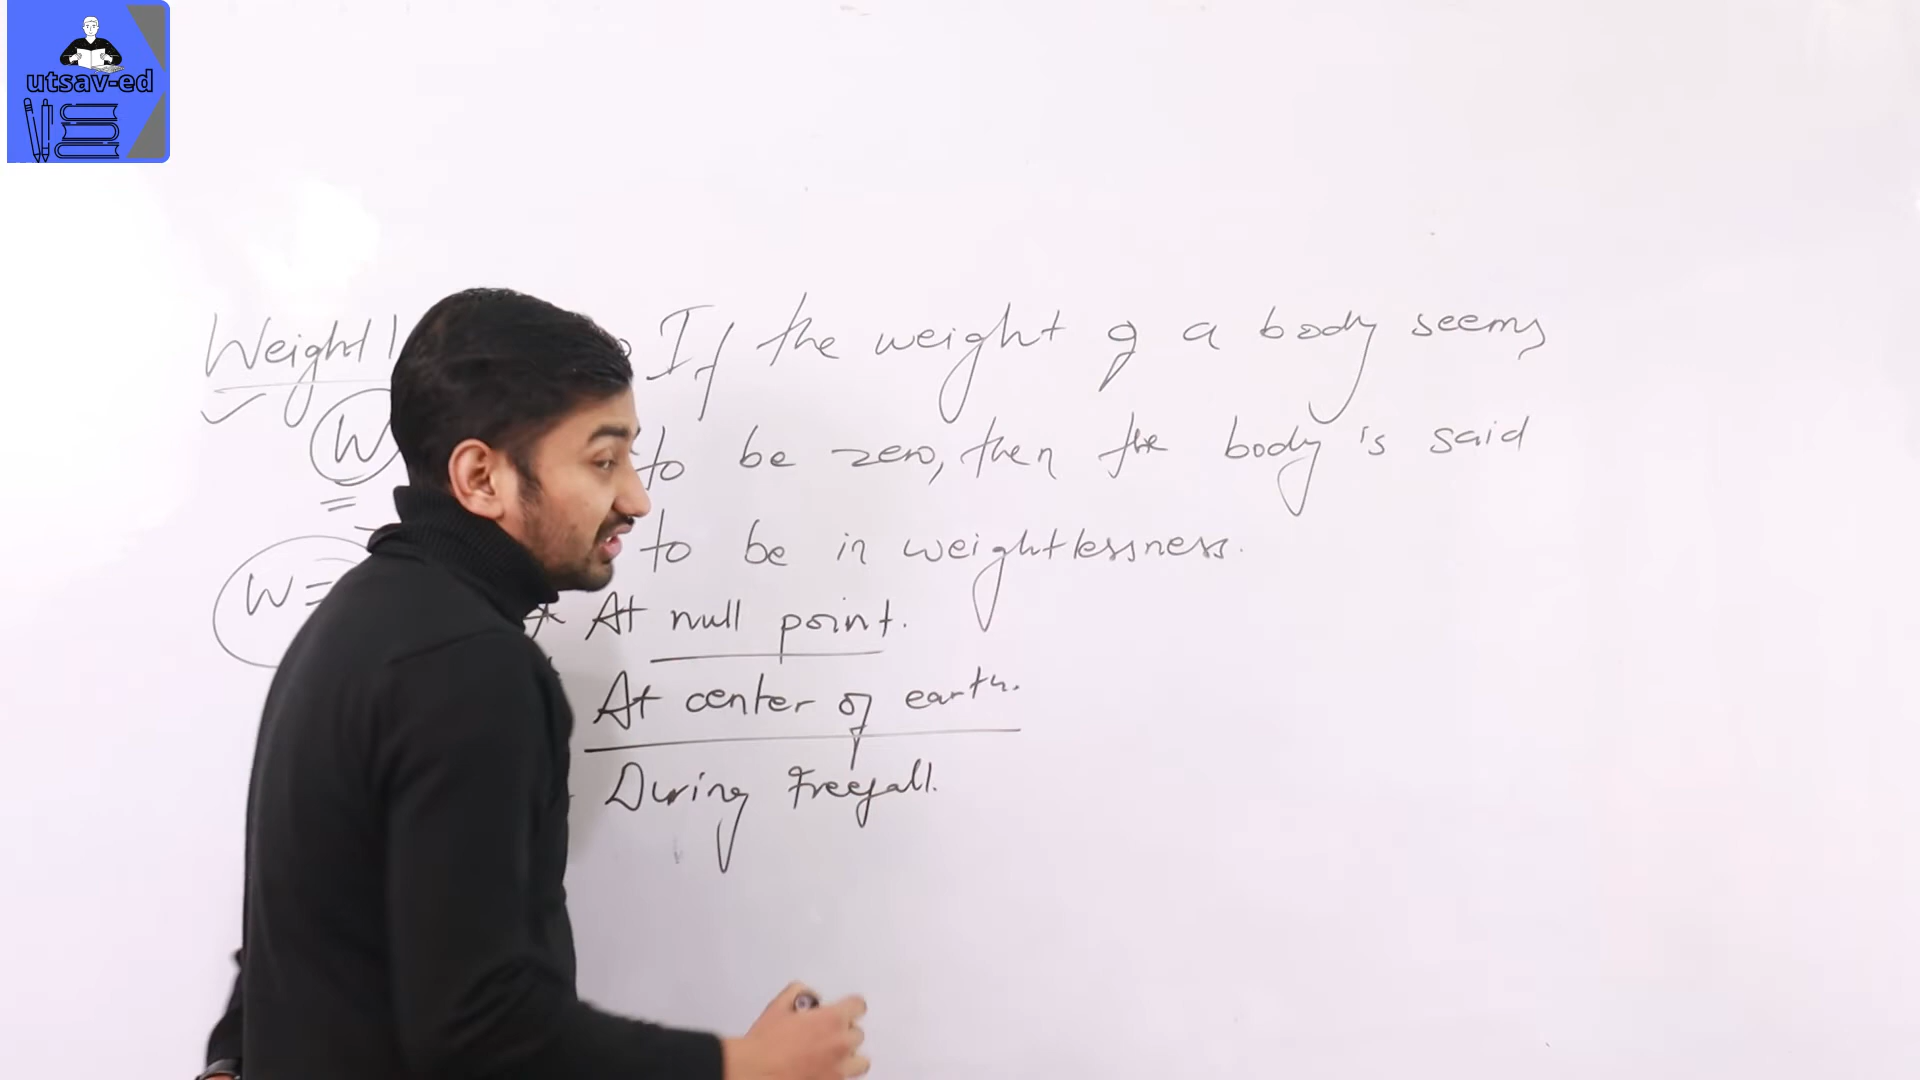 utsav-ed
If the weight of a body seems
W to be zero, then the body is said
to be in weightlessness.
W=
* At null point.
At center of earth.
During Freefall.